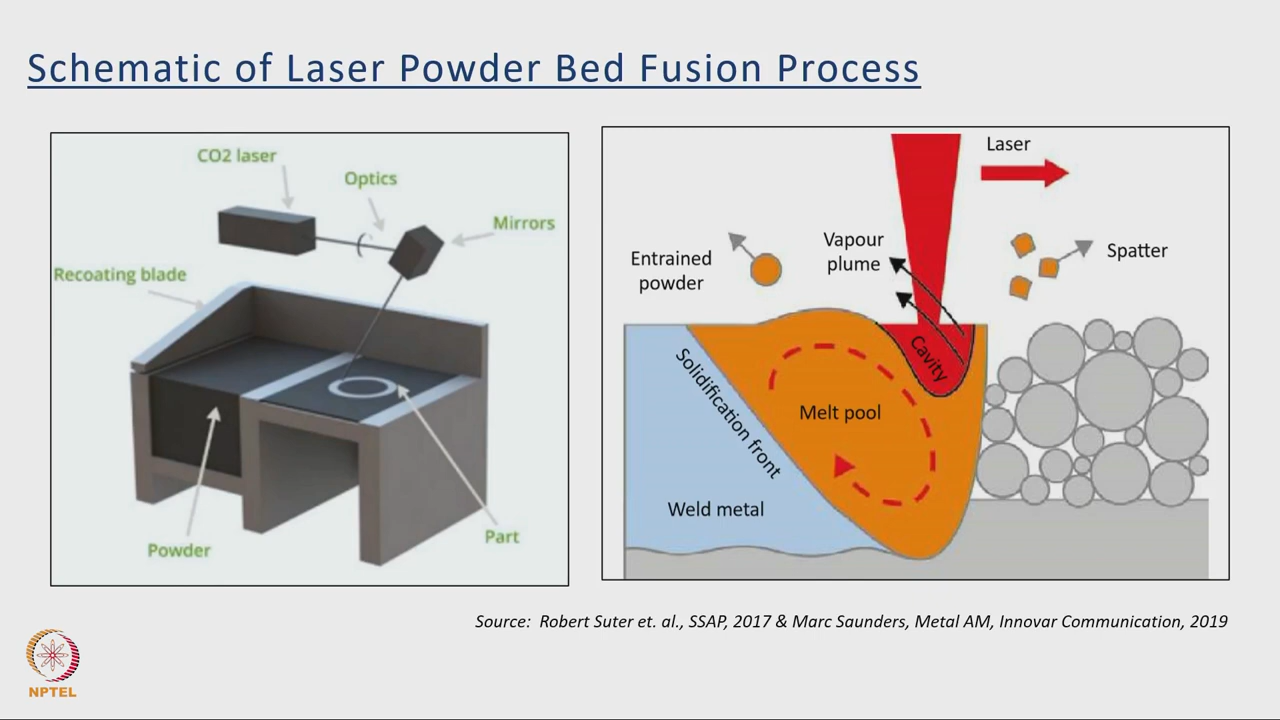 Schematic of Laser Powder Bed Fusion Process
CO2 laser
Optics
Mirrors
Recoating blade
Powder
Part
Laser
Vapour
plume
Entrained
powder
Spatter
Cavity
Melt pool
Solidification front
Weld metal
Source: Robert Suter et. al., SSAP, 2017 & Marc Saunders, Metal AM, Innovar Communication, 2019
NPTEL